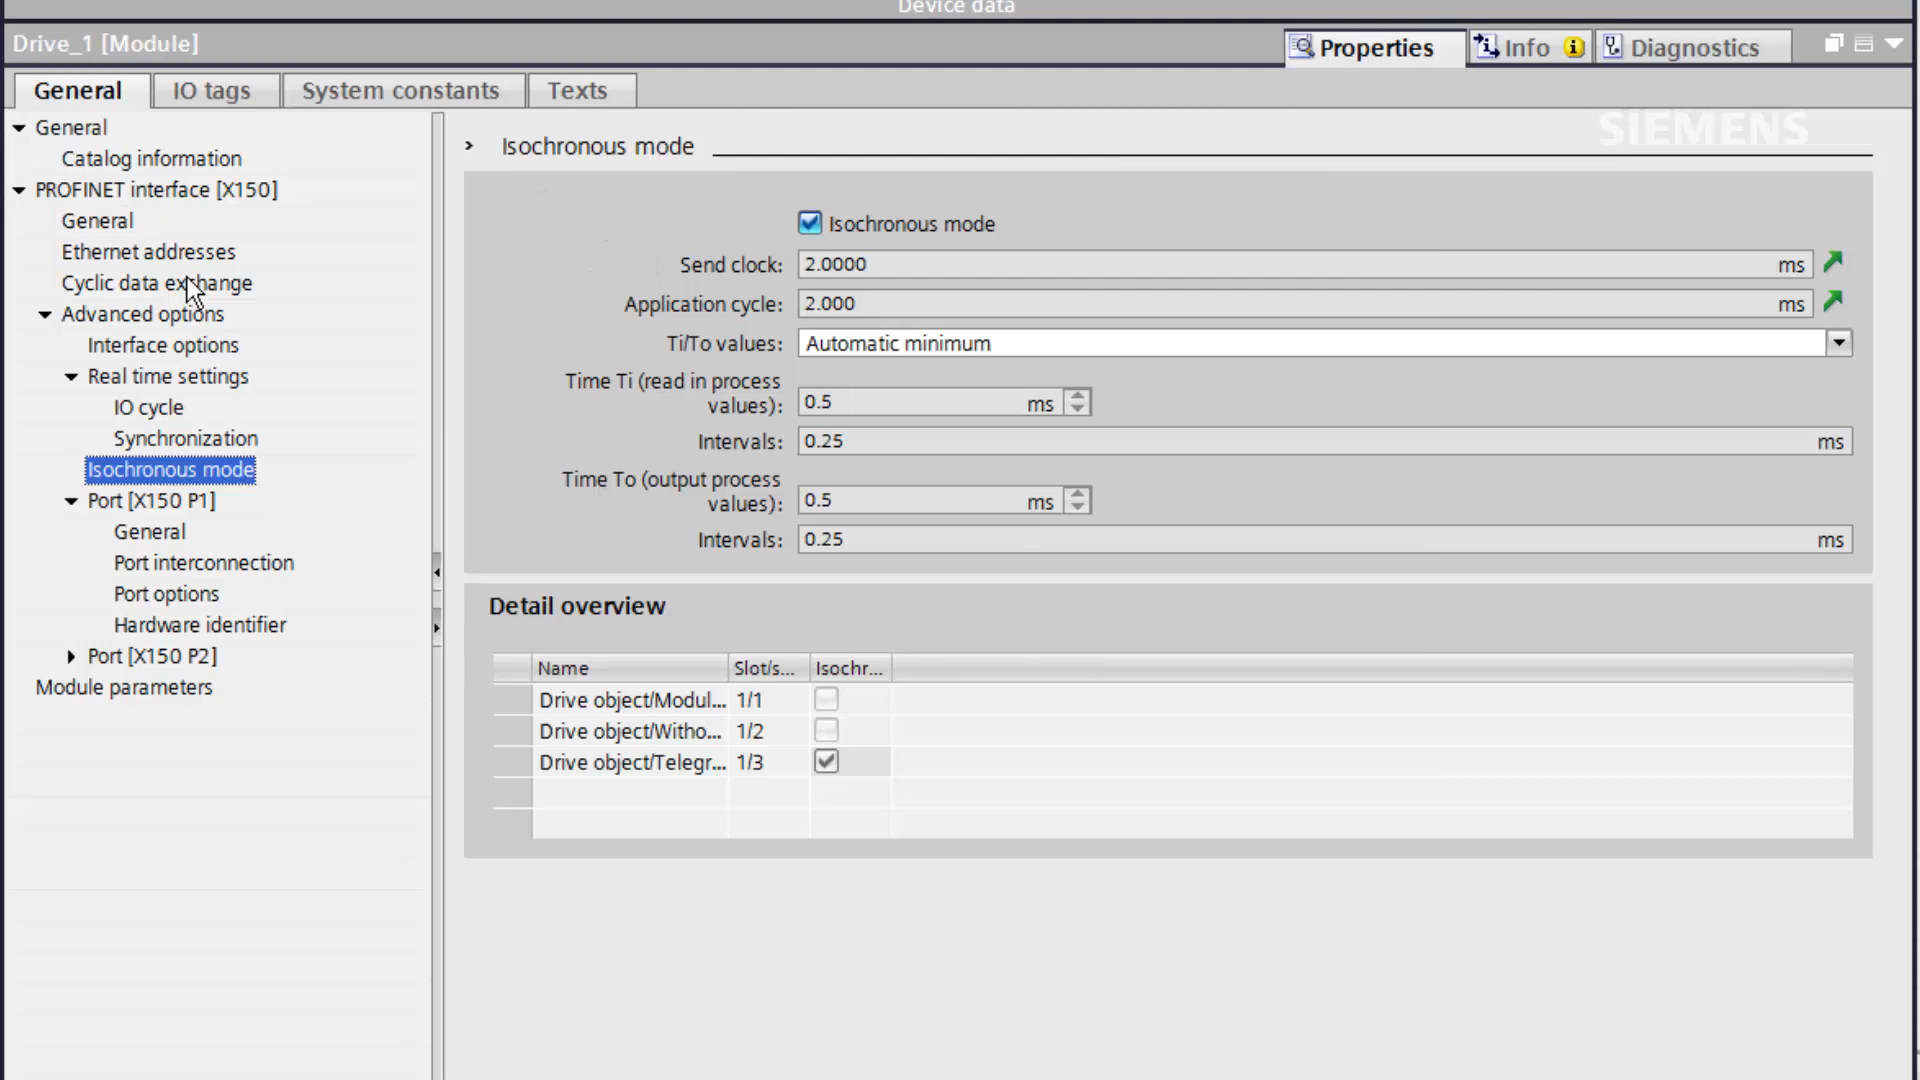 Device data
Drive_1 [Module]
Properties
Info
Diagnostics
General
IO tags
System constants
Texts
General
Catalog information
PROFINET interface [X150]
General
Ethernet addresses
Cyclic data exchange
Advanced options
Interface options
Real time settings
IO cycle
Synchronization
Isochronous mode
Port [X150 P1]
General
Port interconnection
Port options
Hardware identifier
Port [X150 P2]
Module parameters
SIEMENS
Isochronous mode
Isochronous mode
Send clock: 2.0000 ms
Application cycle: 2.000 ms
Ti/To values: Automatic minimum
Time Ti (read in process
values): 0.5 ms
Intervals: 0.25 ms
Time To (output process
values): 0.5 ms
Intervals: 0.25 ms
Detail overview
Name Slot/s... Isochr...
Drive object/Modul... 1/1
Drive object/Witho... 1/2
Drive object/Telegr... 1/3